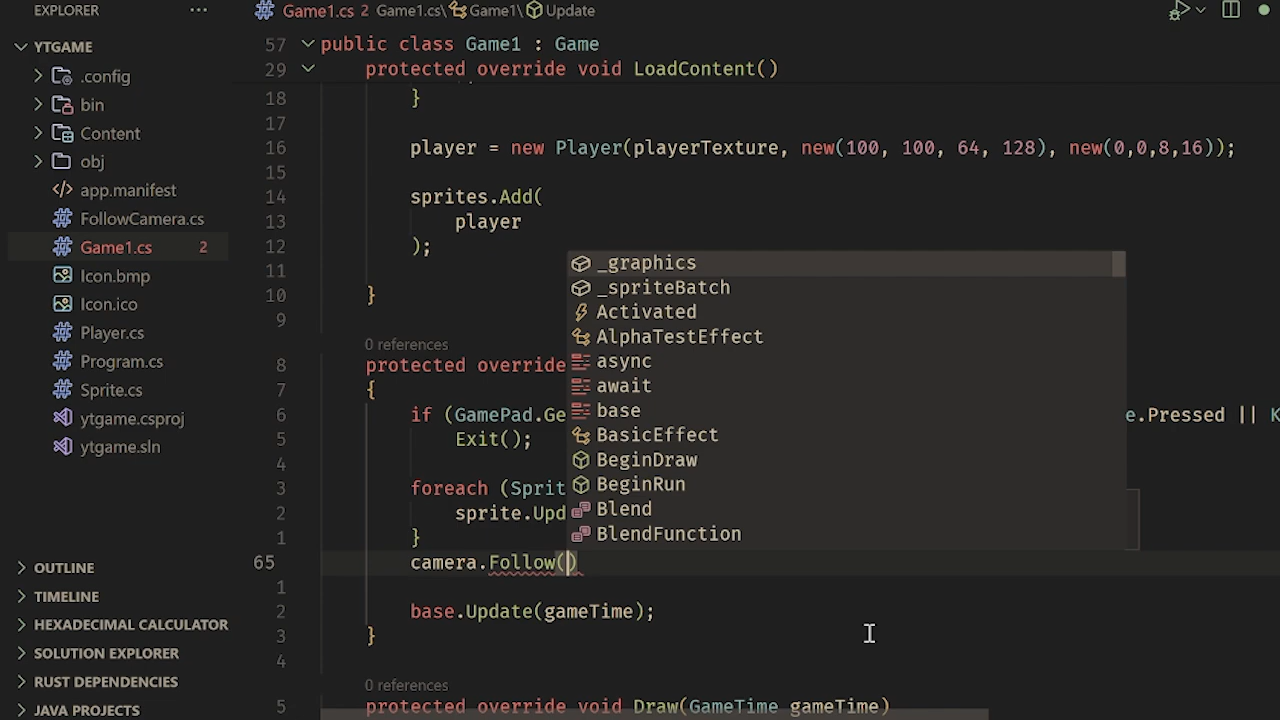 EXPLORER ···
Game1.cs 2 Game1.cs\Game1\Update
YTGAME
.config
bin
Content
obj
app.manifest
FollowCamera.cs
Game1.cs 2
Icon.bmp
Icon.ico
Player.cs
Program.cs
Sprite.cs
ytgame.csproj
ytgame.sln
OUTLINE
TIMELINE
HEXADECIMAL CALCULATOR
SOLUTION EXPLORER
RUST DEPENDENCIES
JAVA PROJECTS
57 public class Game1 : Game
29 protected override void LoadContent()
18 }
17
16 player = new Player(playerTexture, new(100, 100, 64, 128), new(0,0,8,16));
15
14 sprites.Add(
13 player
12 );
11
10 }
9
0 references
8 protected override
7 {
6 if (GamePad.Ge e.Pressed || K
5 Exit();
4
3 foreach (Sprit
2 sprite.Upd
1 }
65 camera.Follow()
1
2 base.Update(gameTime);
3 }
4
0 references
5 protected override void Draw(GameTime gameTime)
_graphics
_spriteBatch
Activated
AlphaTestEffect
async
await
base
BasicEffect
BeginDraw
BeginRun
Blend
BlendFunction